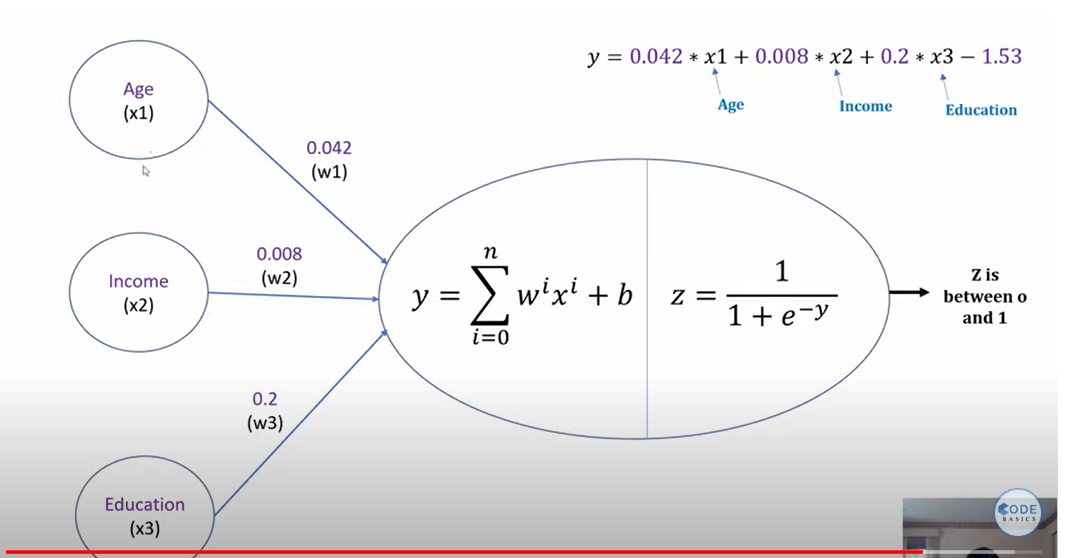 y = 0.042 * x1 + 0.008 * x2 + 0.2 * x3 − 1.53
Age
Income
Education
Age
(x1)
0.042
(w1)
Income
(x2)
0.008
(w2)
Education
(x3)
0.2
(w3)
n
y = ∑ wⁱxⁱ + b
i=0
z = 1 / 1 + e⁻ʸ
Z is
between o
and 1
CODE
BASICS